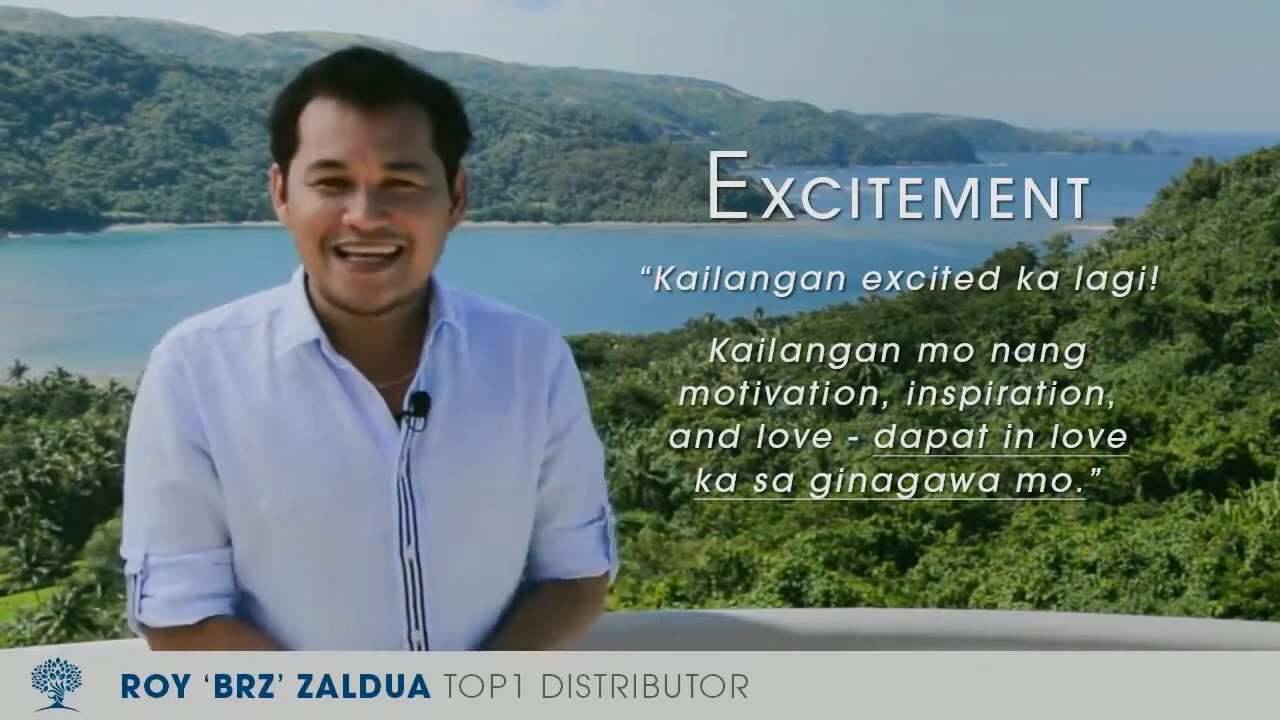 EXCITEMENT
“Kailangan excited ka lagi!
Kailangan mo nang
motivation, inspiration,
and love - dapat in love
ka sa ginagawa mo.”
ROY ‘BRZ’ ZALDUA TOP1 DISTRIBUTOR